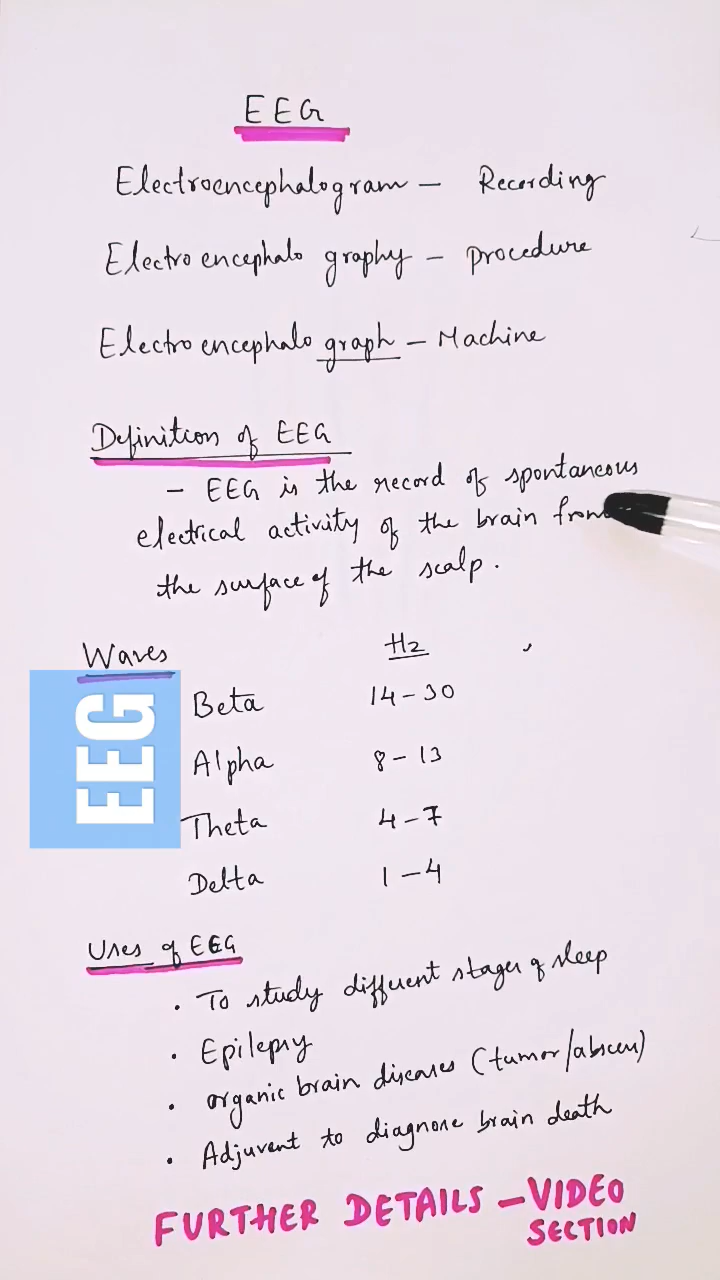 EEG
Electroencephalogram – Recording
Electro encephalo graphy – Procedure
Electro encephalo graph – Machine
Definition of EEG
– EEG is the record of spontaneous
electrical activity of the brain from
the surface of the scalp.
Waves Hz
EEG
Beta 14–30
Alpha 8–13
Theta 4–7
Delta 1–4
Uses of EEG
· To study different stages of sleep
· Epilepsy
· organic brain diseases (tumor/abscess)
· Adjuvent to diagnose brain death
FURTHER DETAILS – VIDEO
SECTION